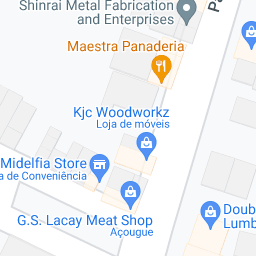 Shinrai Metal Fabrication
and Enterprises
Maestra Panaderia
Kjc Woodworkz
Loja de móveis
Midelfia Store
a de Conveniência
G.S. Lacay Meat Shop
Açougue
Doub
Lumb